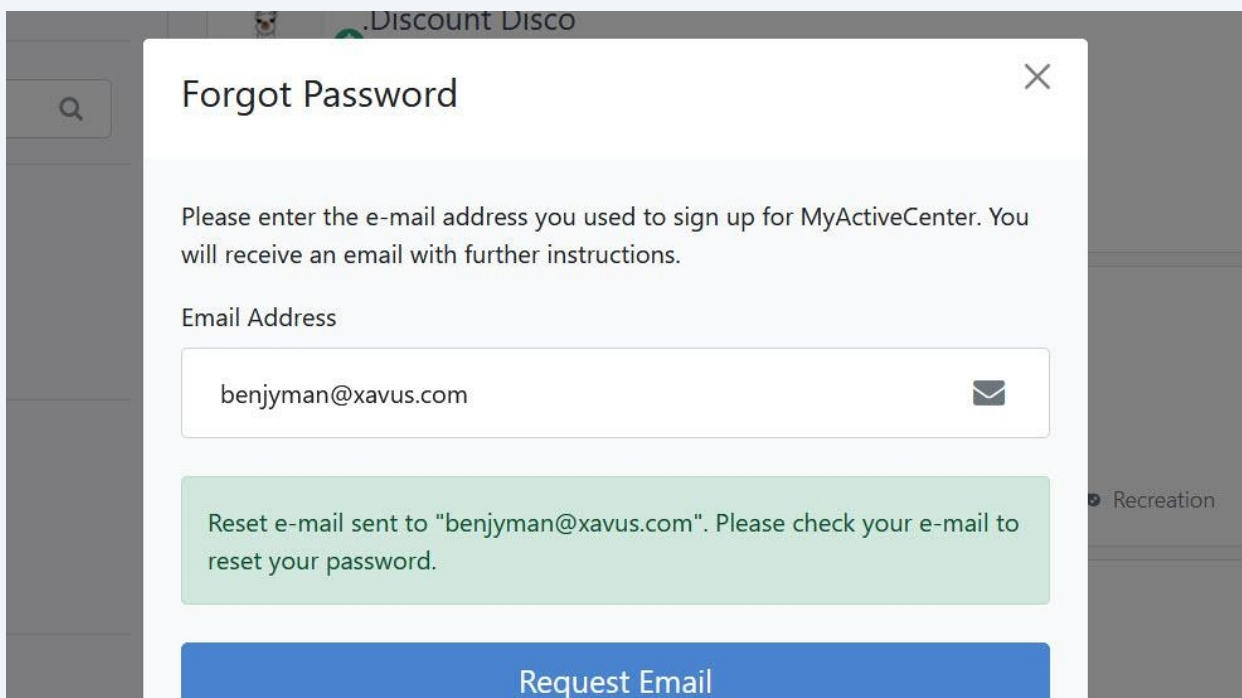 .Discount Disco
Forgot Password
Please enter the e-mail address you used to sign up for MyActiveCenter. You
will receive an email with further instructions.
Email Address
benjyman@xavus.com
Recreation
Reset e-mail sent to "benjyman@xavus.com". Please check your e-mail to
reset your password.
Request Email